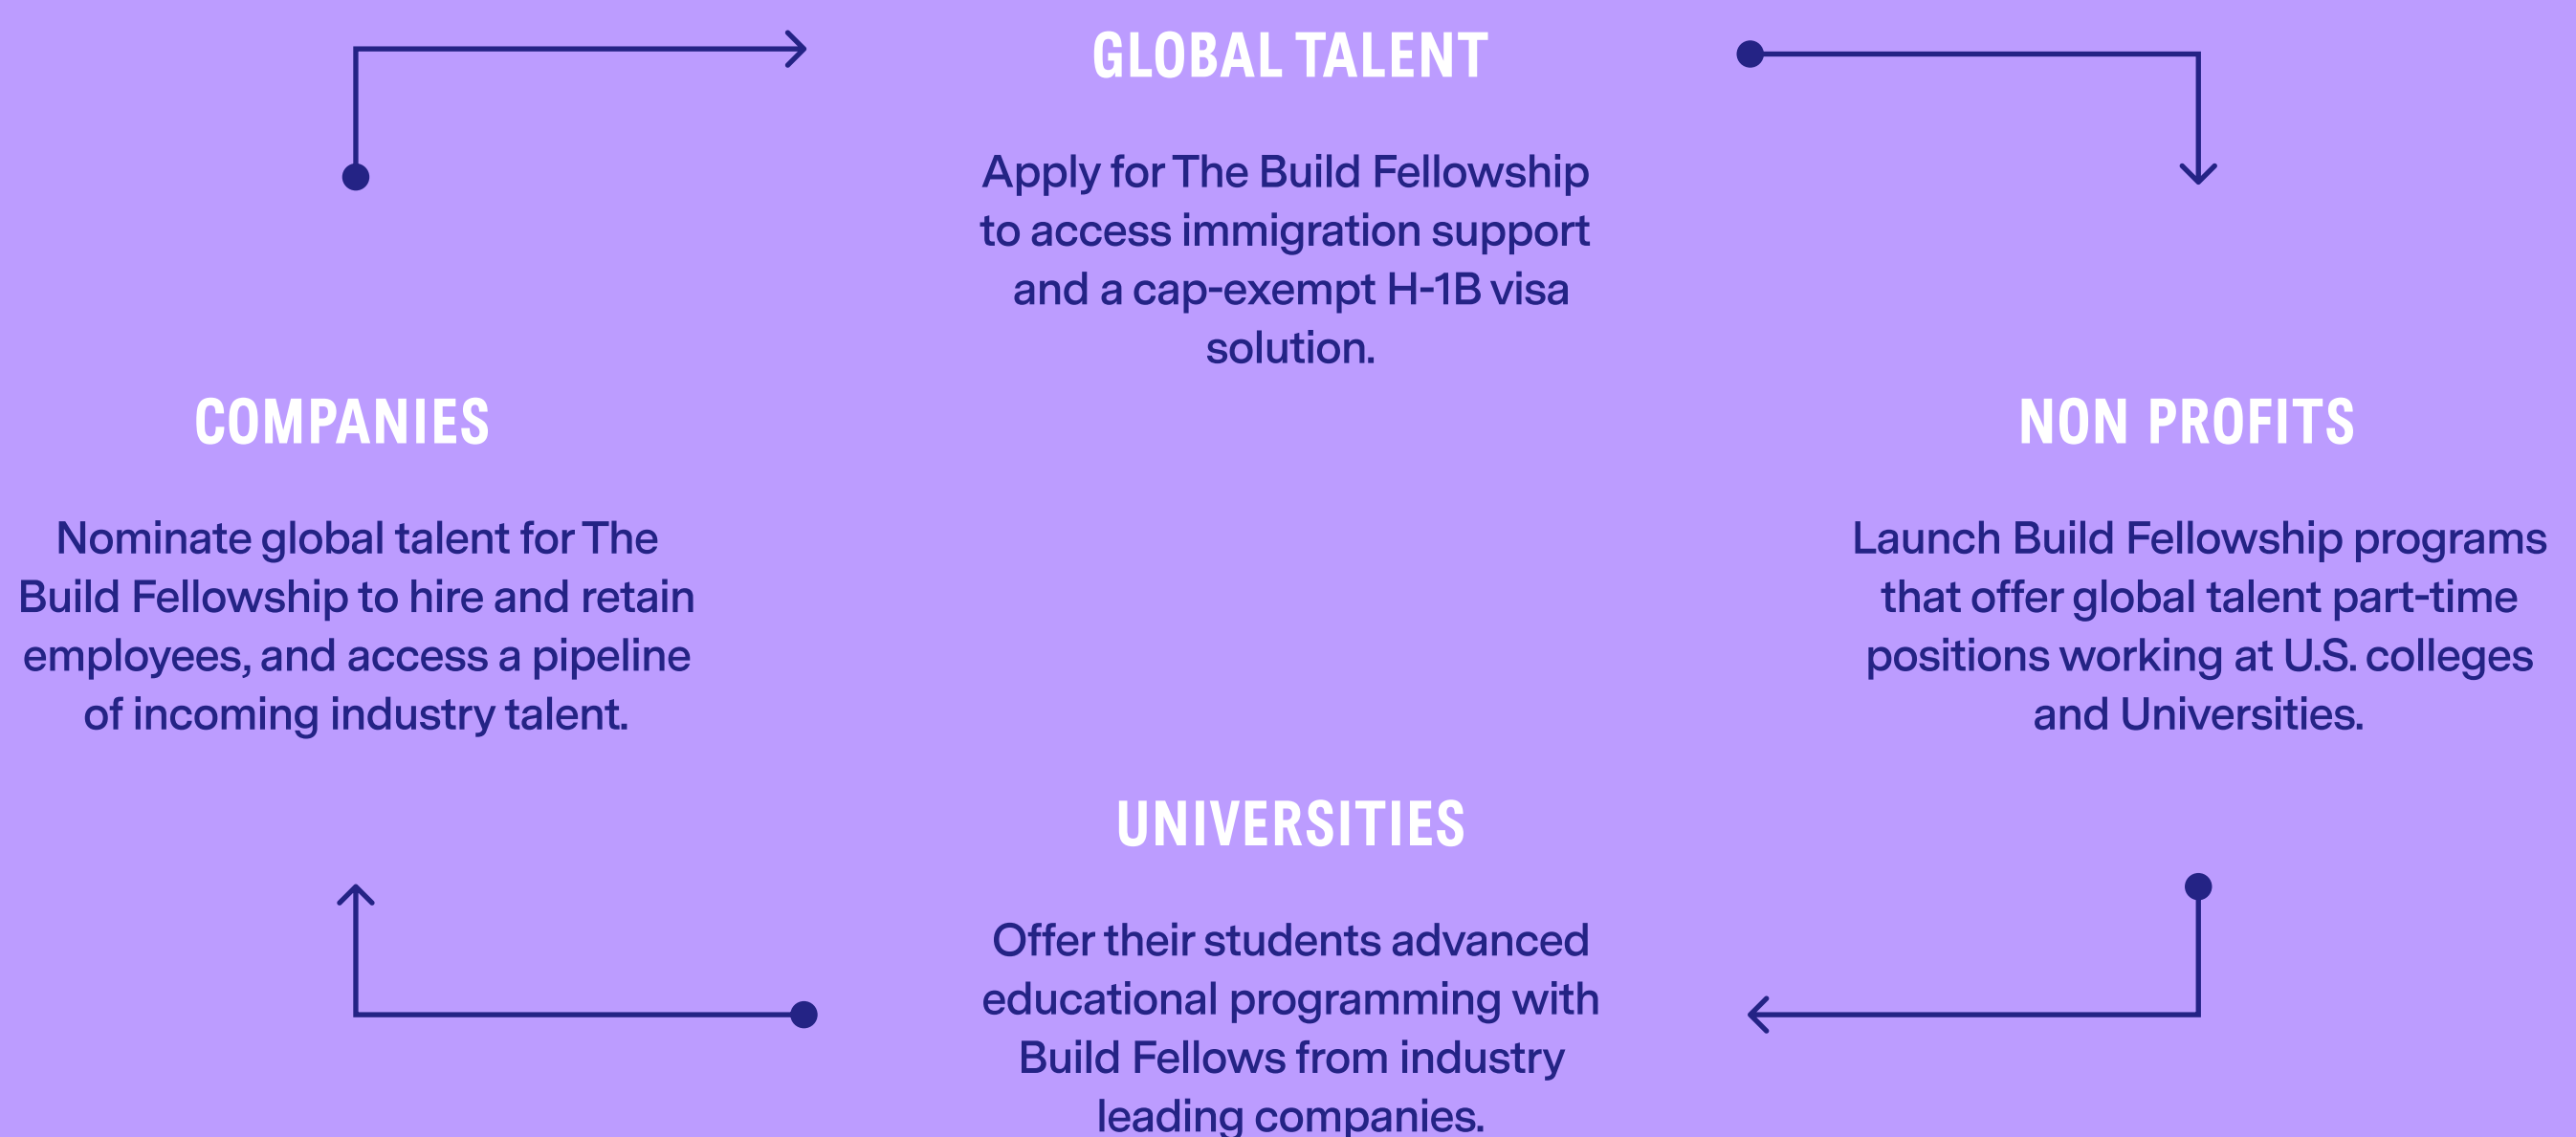 GLOBAL TALENT
Apply for The Build Fellowship
to access immigration support
and a cap-exempt H-1B visa
solution.
COMPANIES
Nominate global talent for The
Build Fellowship to hire and retain
employees, and access a pipeline
of incoming industry talent.
NON PROFITS
Launch Build Fellowship programs
that offer global talent part-time
positions working at U.S. colleges
and Universities.
UNIVERSITIES
Offer their students advanced
educational programming with
Build Fellows from industry
leading companies.